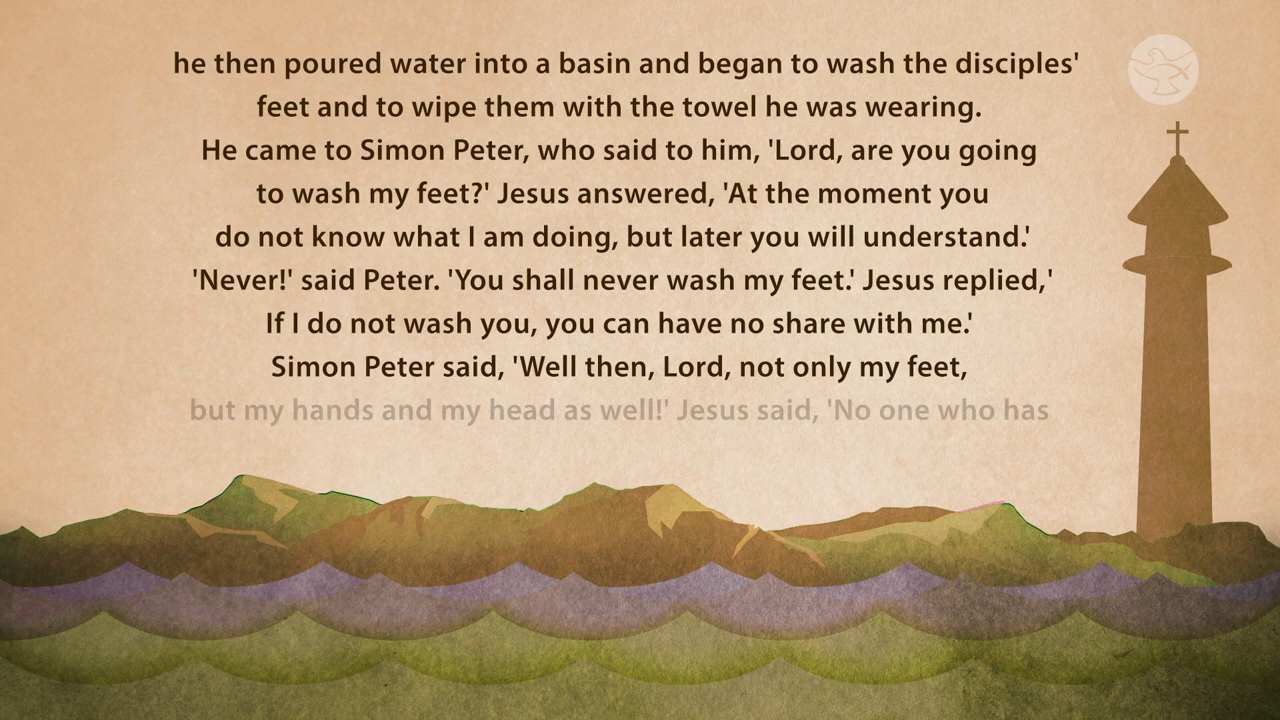 he then poured water into a basin and began to wash the disciples'
feet and to wipe them with the towel he was wearing.
He came to Simon Peter, who said to him, 'Lord, are you going
to wash my feet?' Jesus answered, 'At the moment you
do not know what I am doing, but later you will understand.'
'Never!' said Peter. 'You shall never wash my feet.' Jesus replied,'
If I do not wash you, you can have no share with me.'
Simon Peter said, 'Well then, Lord, not only my feet,
but my hands and my head as well!' Jesus said, 'No one who has